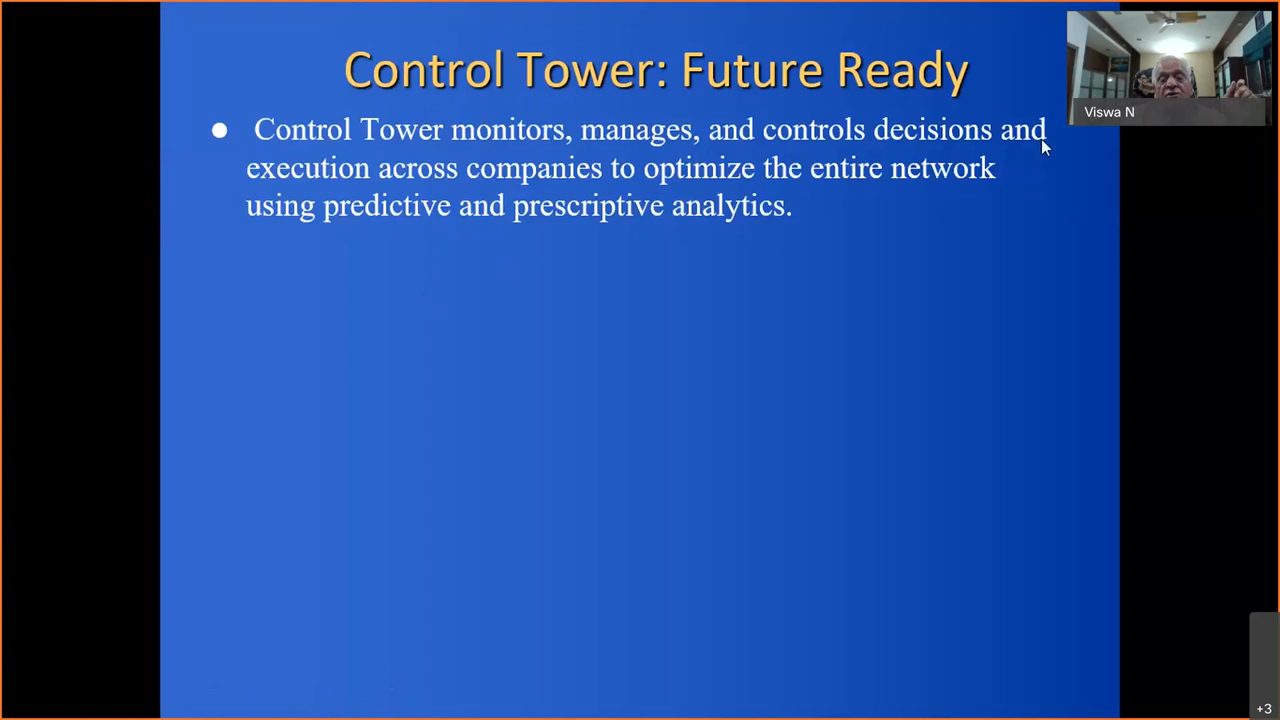 Control Tower: Future Ready
● Control Tower monitors, manages, and controls decisions and
execution across companies to optimize the entire network
using predictive and prescriptive analytics.
Viswa N
+3